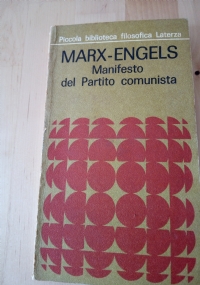 Piccola biblioteca filosofica Laterza
MARX-ENGELS
Manifesto
del Partito comunista